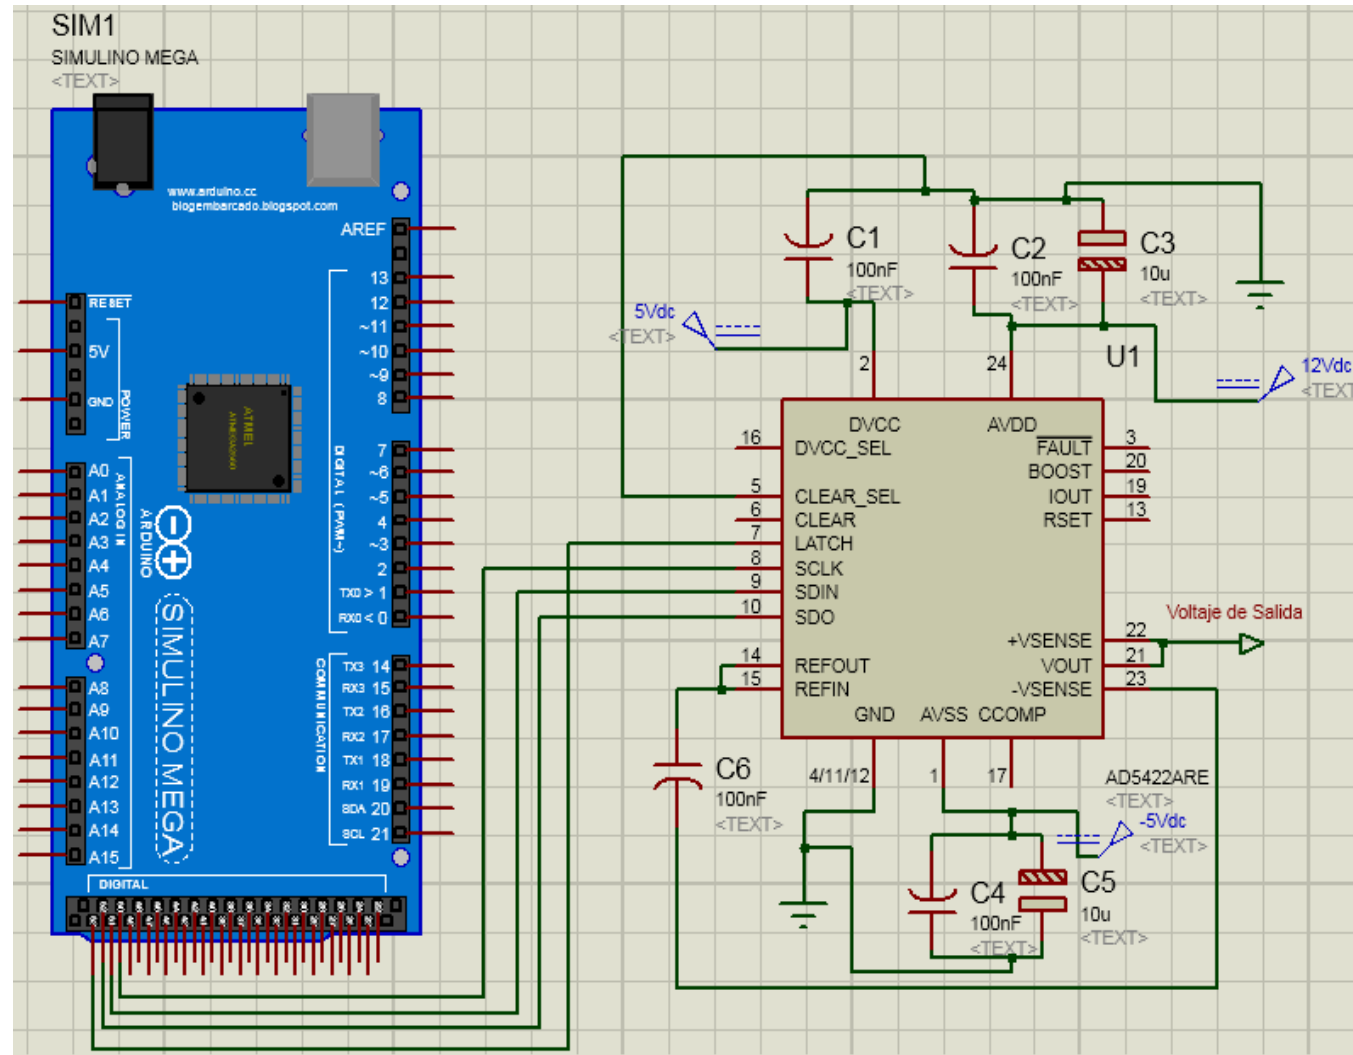 SIM1
SIMULINO MEGA
<TEXT>
www.arduino.cc
blogembarcado.blogspot.com
AREF
13
12
~11
~10
~9
8
7
~6
~5
4
~3
2
TX0 > 1
RX0 < 0
TX3 14
RX3 15
TX2 16
RX2 17
TX1 18
RX1 19
SDA 20
SCL 21
DIGITAL (PWM~)
COMMUNICATION
RESET
5V
GND
POWER
A0
A1
A2
A3
A4
A5
A6
A7
ANALOG IN
A8
A9
A10
A11
A12
A13
A14
A15
ATMEL
ARDUINO
SIMULINO MEGA
DIGITAL
C1
100nF
<TEXT>
C2
100nF
<TEXT>
C3
10u
<TEXT>
5Vdc
<TEXT>
12Vdc
<TEXT
U1
2
24
DVCC
AVDD
16
DVCC_SEL
5
CLEAR_SEL
6
CLEAR
7
LATCH
8
SCLK
9
SDIN
10
SDO
14
REFOUT
15
REFIN
FAULT
3
BOOST
20
IOUT
19
RSET
13
+VSENSE
22
VOUT
21
-VSENSE
23
Voltaje de Salida
GND
AVSS
CCOMP
4/11/12
1
17
AD5422ARE
<TEXT>
-5Vdc
<TEXT>
C6
100nF
<TEXT>
C4
100nF
<TEXT>
C5
10u
<TEXT>